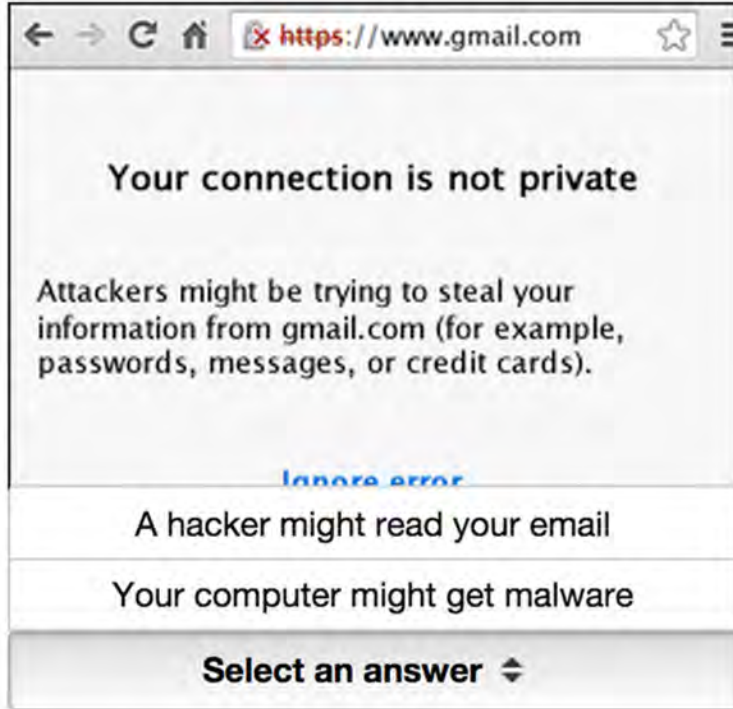 https://www.gmail.com
Your connection is not private
Attackers might be trying to steal your
information from gmail.com (for example,
passwords, messages, or credit cards).
Ignore error
A hacker might read your email
Your computer might get malware
Select an answer